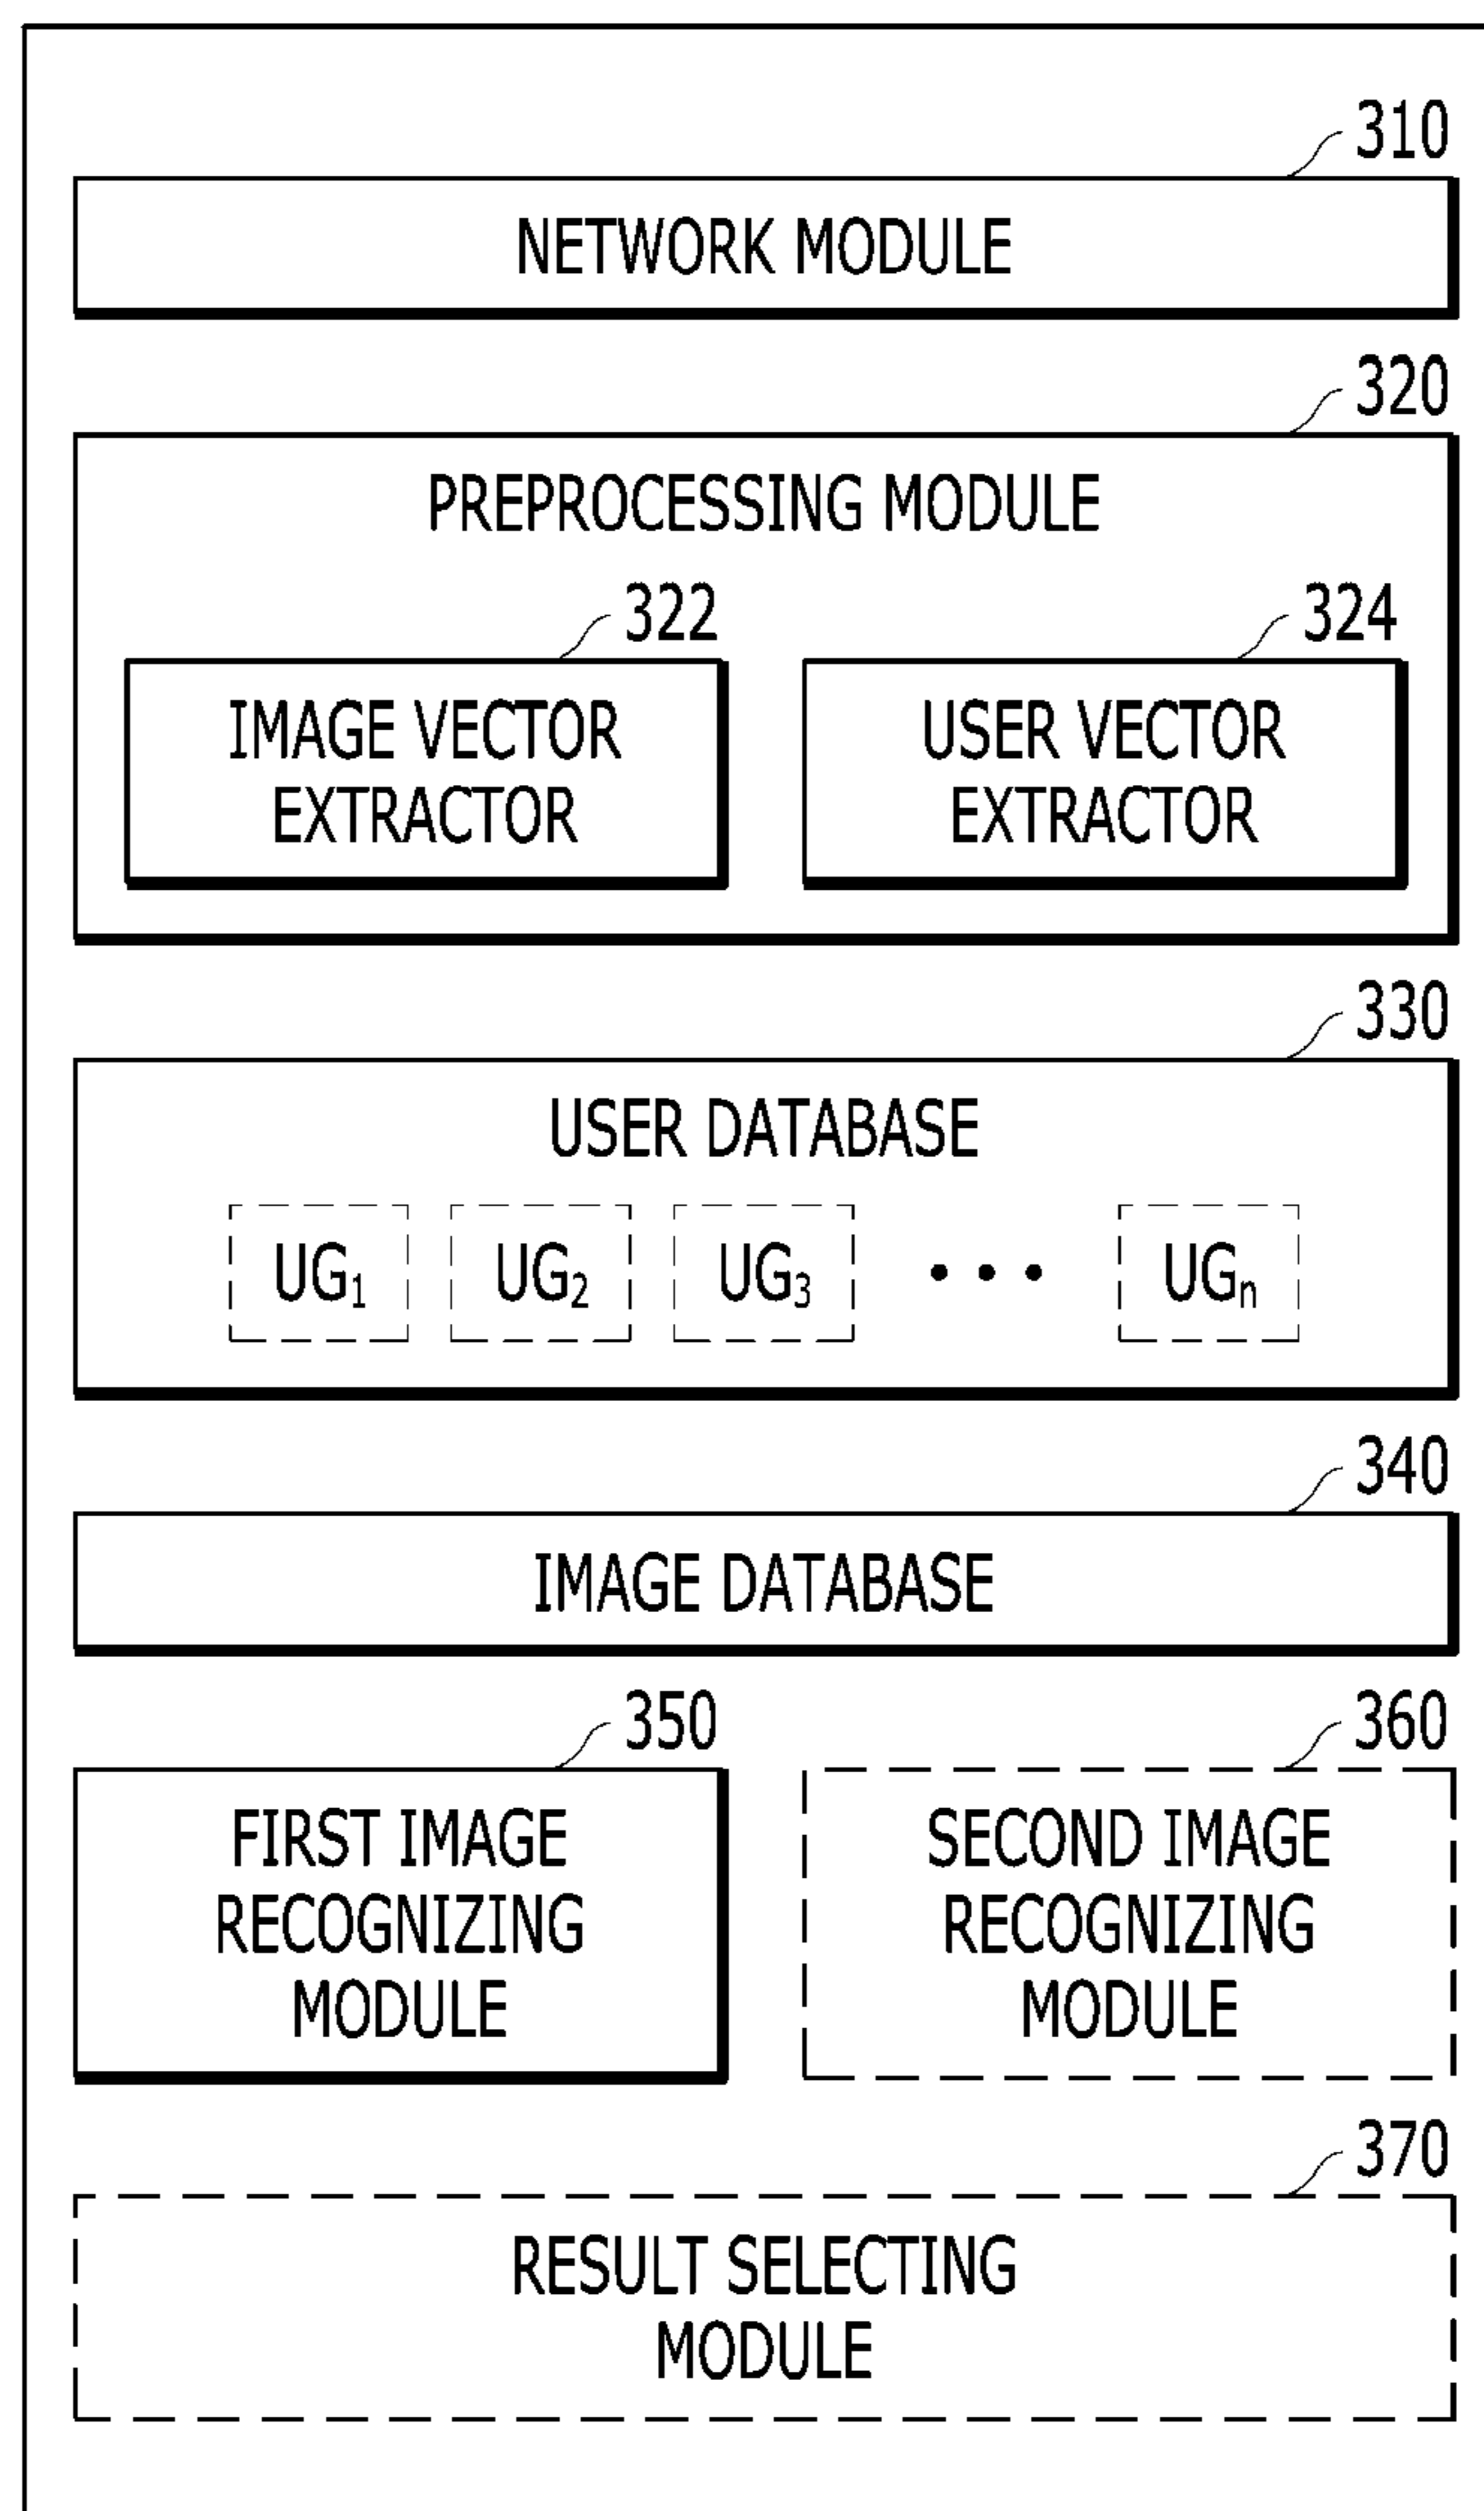 310
NETWORK MODULE
320
PREPROCESSING MODULE
322
324
IMAGE VECTOR
EXTRACTOR
USER VECTOR
EXTRACTOR
330
USER DATABASE
UG1 UG2 UG3 ••• UGn
340
IMAGE DATABASE
350
360
FIRST IMAGE
RECOGNIZING
MODULE
SECOND IMAGE
RECOGNIZING
MODULE
370
RESULT SELECTING
MODULE